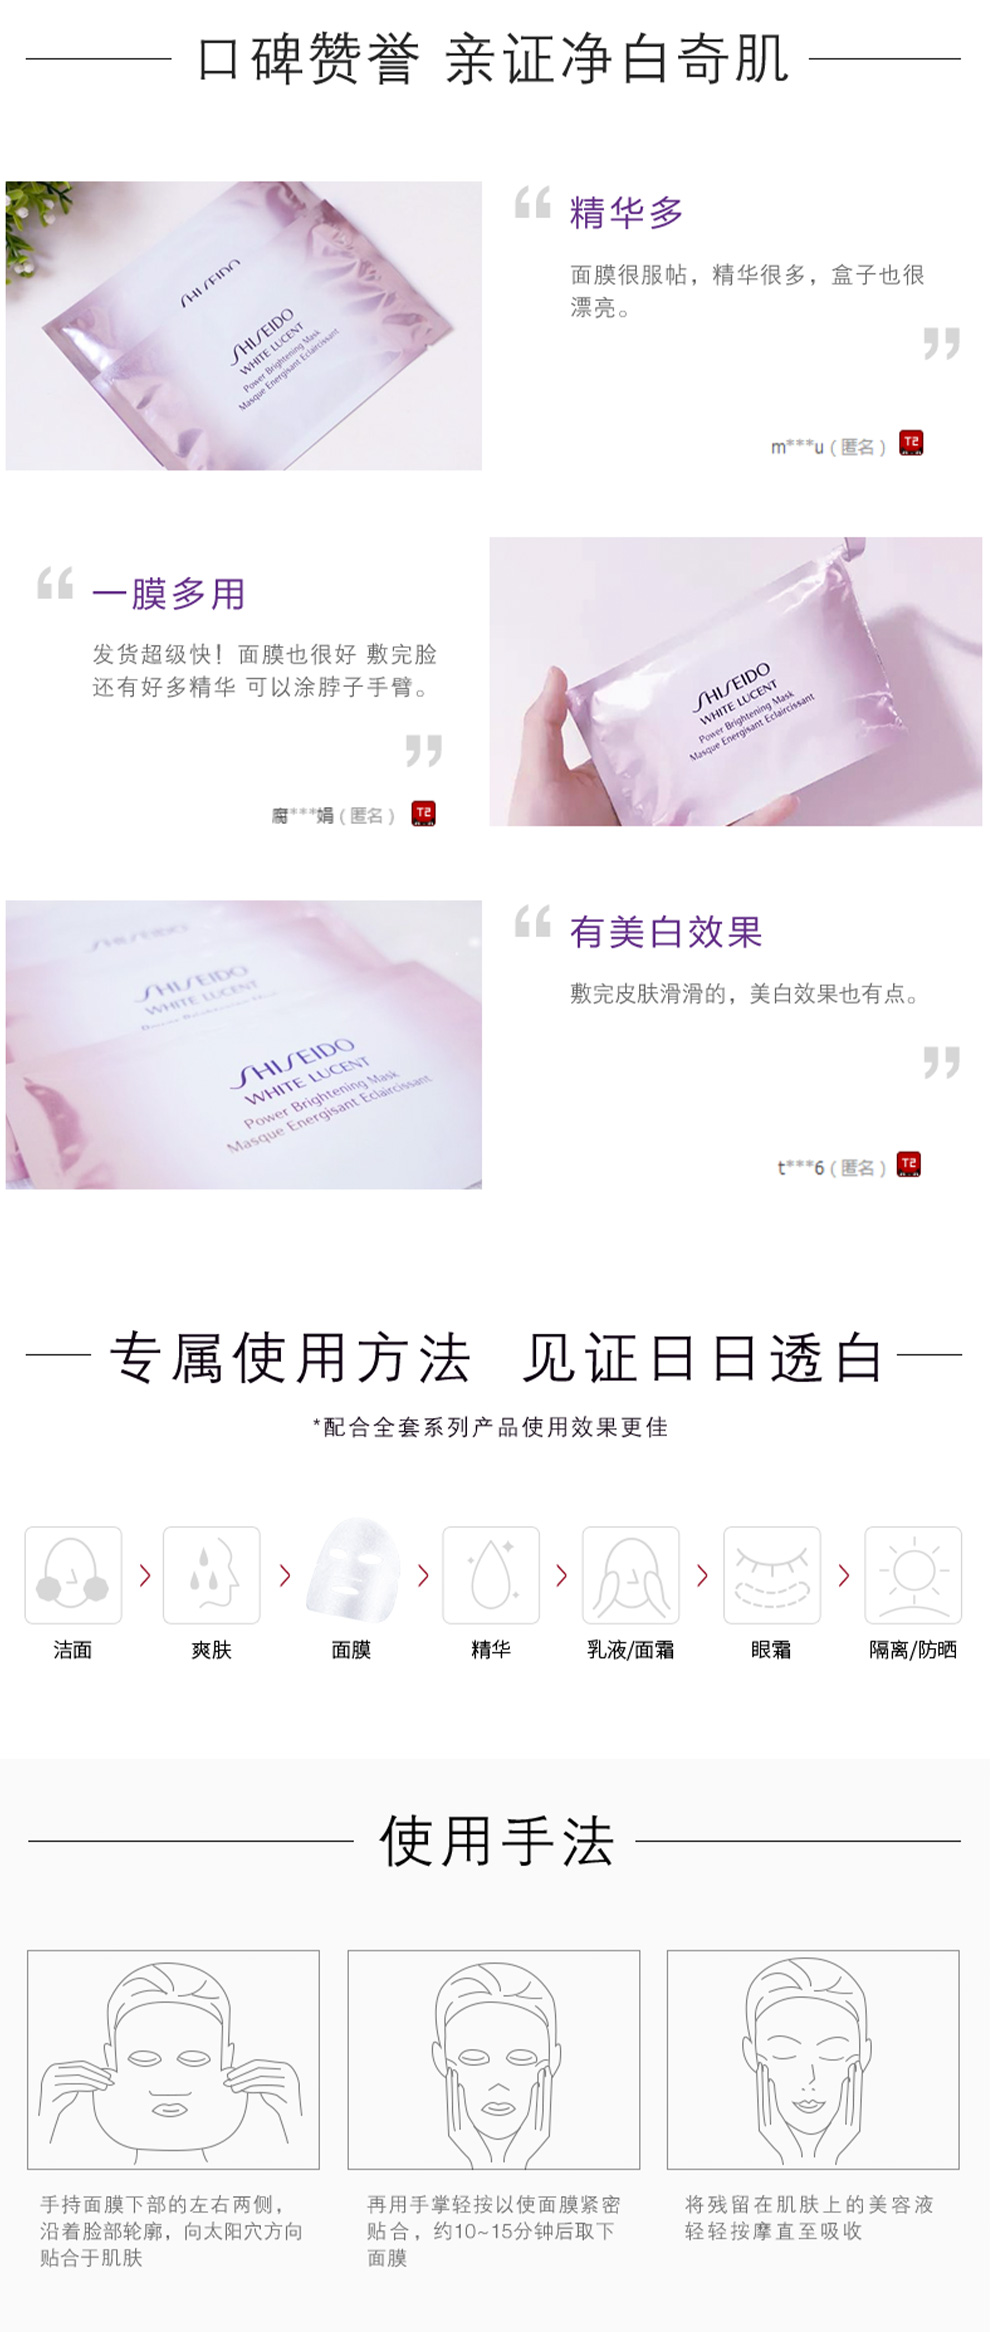 口碑赞誉 亲证净白奇肌
SHISEIDO
SHISEIDO
WHITE LUCENT
Power Brightening Mask
Masque Energisant Eclaircissant
精华多
面膜很服帖，精华很多，盒子也很
漂亮。
m***u（匿名）
T2
一膜多用
发货超级快！面膜也很好 敷完脸
还有好多精华 可以涂脖子手臂。
腐***娟（匿名）
T2
SHISEIDO
WHITE LUCENT
Power Brightening Mask
Masque Energisant Eclaircissant
SHISEIDO
SHISEIDO
WHITE LUCENT
SHISEIDO
WHITE LUCENT
Power Brightening Mask
Masque Energisant Eclaircissant
有美白效果
敷完皮肤滑滑的，美白效果也有点。
t***6（匿名）
T2
专属使用方法 见证日日透白
*配合全套系列产品使用效果更佳
洁面
爽肤
面膜
精华
乳液/面霜
眼霜
隔离/防晒
使用手法
手持面膜下部的左右两侧，
沿着脸部轮廓，向太阳穴方向
贴合于肌肤
再用手掌轻按以使面膜紧密
贴合，约10~15分钟后取下
面膜
将残留在肌肤上的美容液
轻轻按摩直至吸收